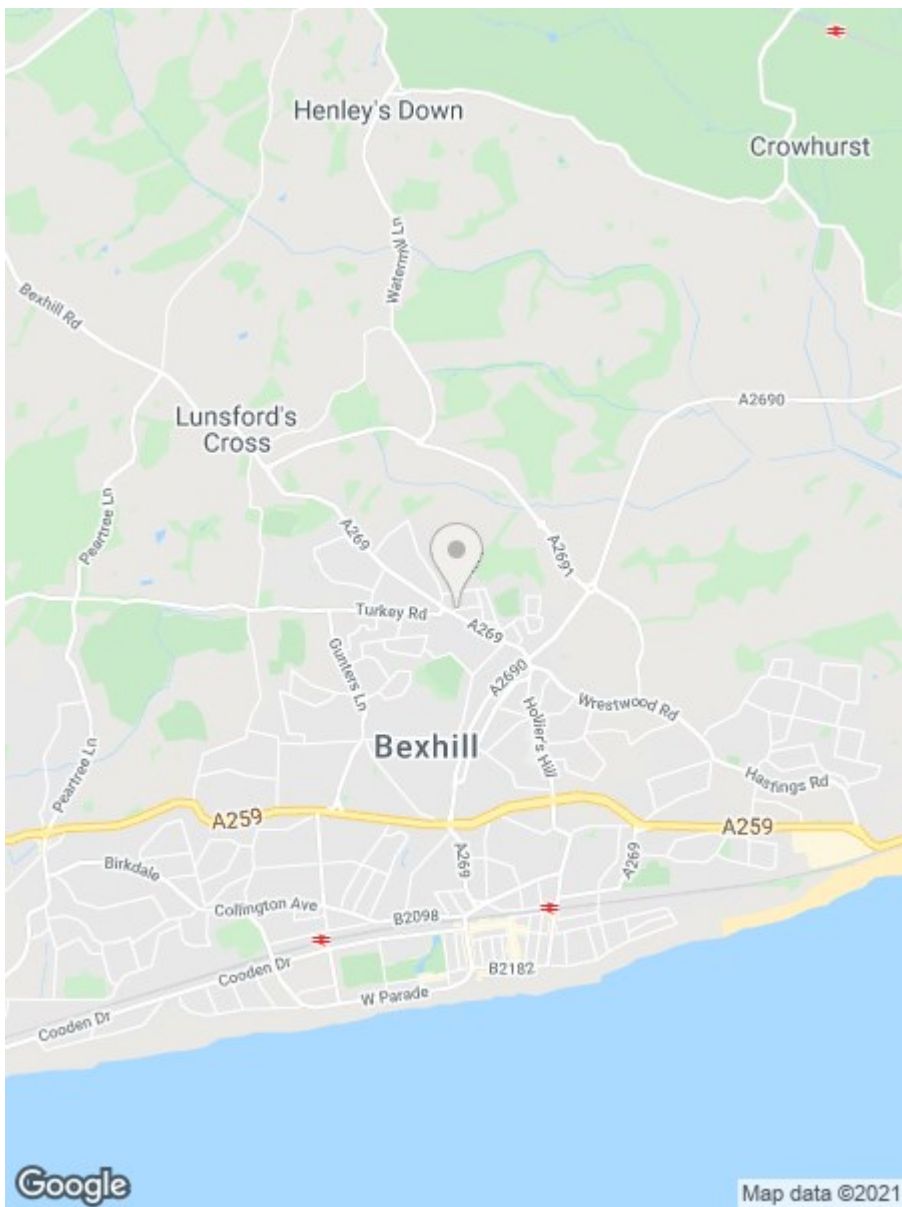 Henley's Down
Crowhurst
Watermill Ln
Bexhill Rd
A2690
Lunsford's
Cross
Peartree Ln
A269
A2691
Turkey Rd
A269
Gunters Ln
A2690
Hollier's Hill
Wrestwood Rd
Bexhill
Peartree Ln
Hastings Rd
A259
A259
Birkdale
A269
A269
Collington Ave
B2098
Cooden Dr
B2182
W Parade
Cooden Dr
Google
Map data ©2021